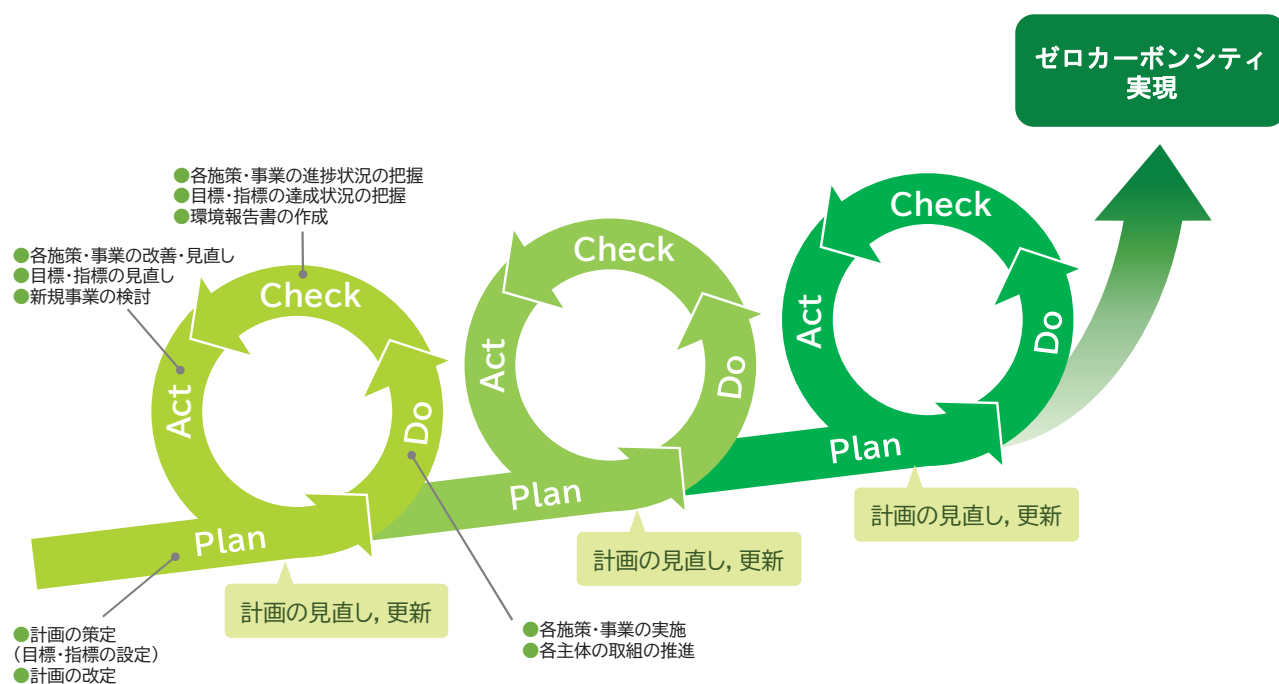 ゼロカーボンシティ
実現
●各施策・事業の進捗状況の把握
●目標・指標の達成状況の把握
●環境報告書の作成
●各施策・事業の改善・見直し
●目標・指標の見直し
●新規事業の検討
Check
Act
Do
Plan
計画の見直し, 更新
●計画の策定
(目標・指標の設定)
●計画の改定
●各施策・事業の実施
●各主体の取組の推進
Check
Act
Do
Plan
計画の見直し, 更新
Check
Act
Do
Plan
計画の見直し, 更新